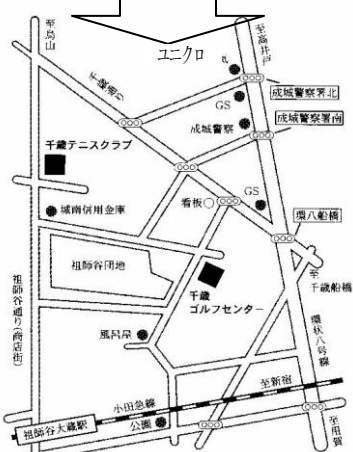 至烏山
ユニクロ
至高井戸
千歳通り
GS
成城警察署北
成城警察
成城警察署南
千歳テニスクラブ
城南信用金庫
看板
GS
環八船橋
祖師谷団地
千歳
ゴルフセンター
至
千歳船橋
祖師谷通り(商店街)
風呂屋
環状八号線
小田急線
至新宿
祖師谷大蔵駅
公園
至用賀